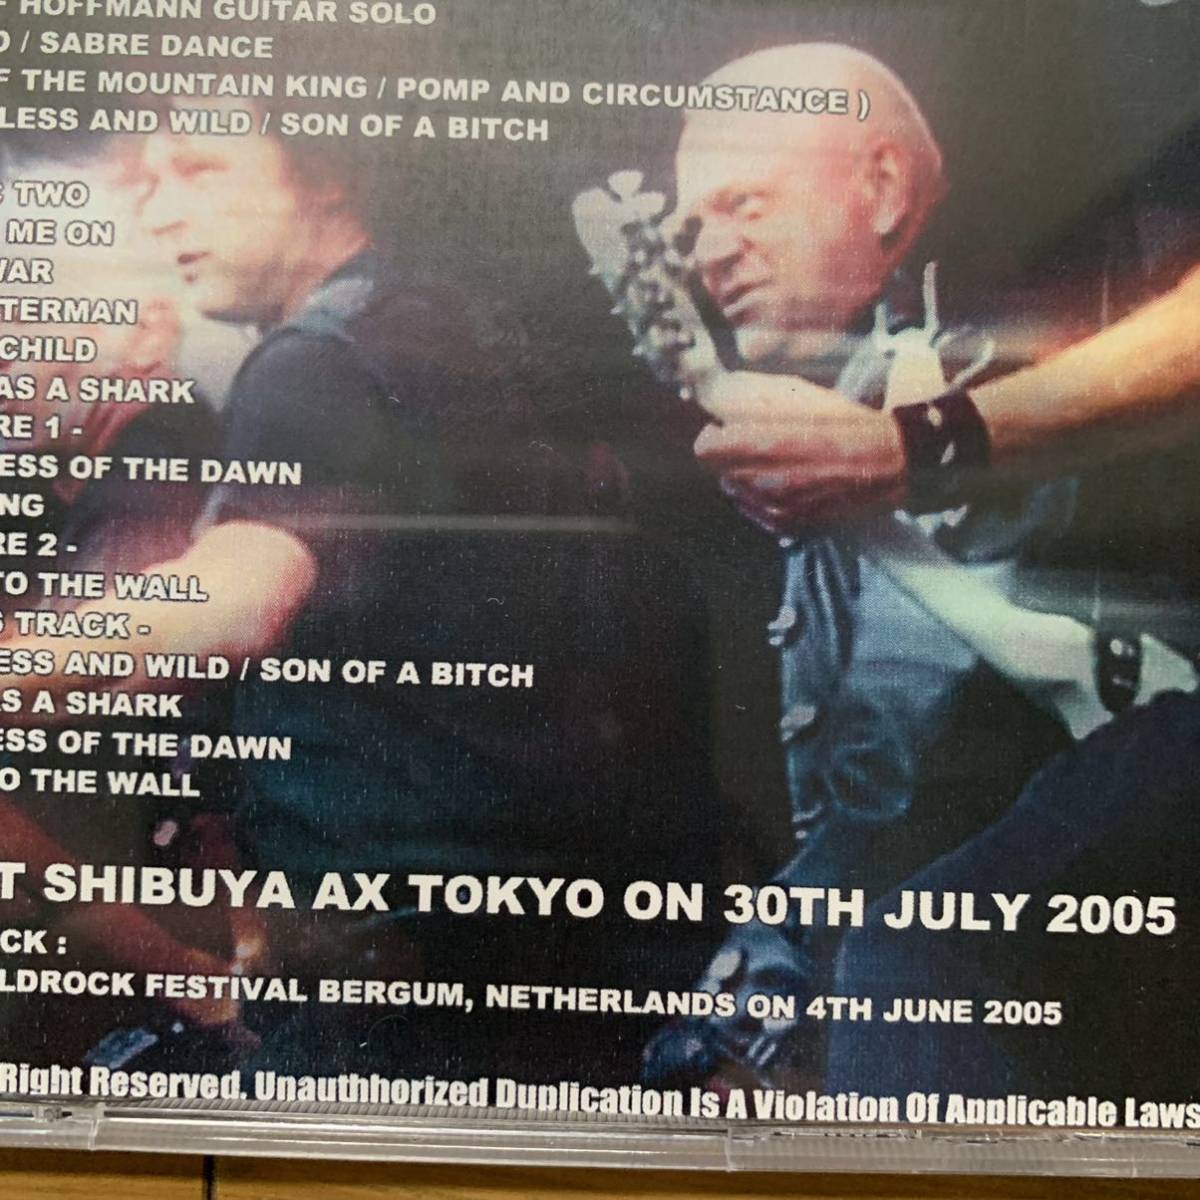 HOFFMANN GUITAR SOLO
/ SABRE DANCE
THE MOUNTAIN KING / POMP AND CIRCUMSTANCE )
LESS AND WILD / SON OF A BITCH
TWO
ME ON
WAR
TERMAN
CHILD
AS A SHARK
RE 1 -
ESS OF THE DAWN
NG
RE 2 -
TO THE WALL
S TRACK -
ESS AND WILD / SON OF A BITCH
AS A SHARK
ESS OF THE DAWN
O THE WALL
T SHIBUYA AX TOKYO ON 30TH JULY 2005
CK :
LDROCK FESTIVAL BERGUM, NETHERLANDS ON 4TH JUNE 2005
Right Reserved. Unauthhorized Duplication Is A Violation Of Applicable Laws